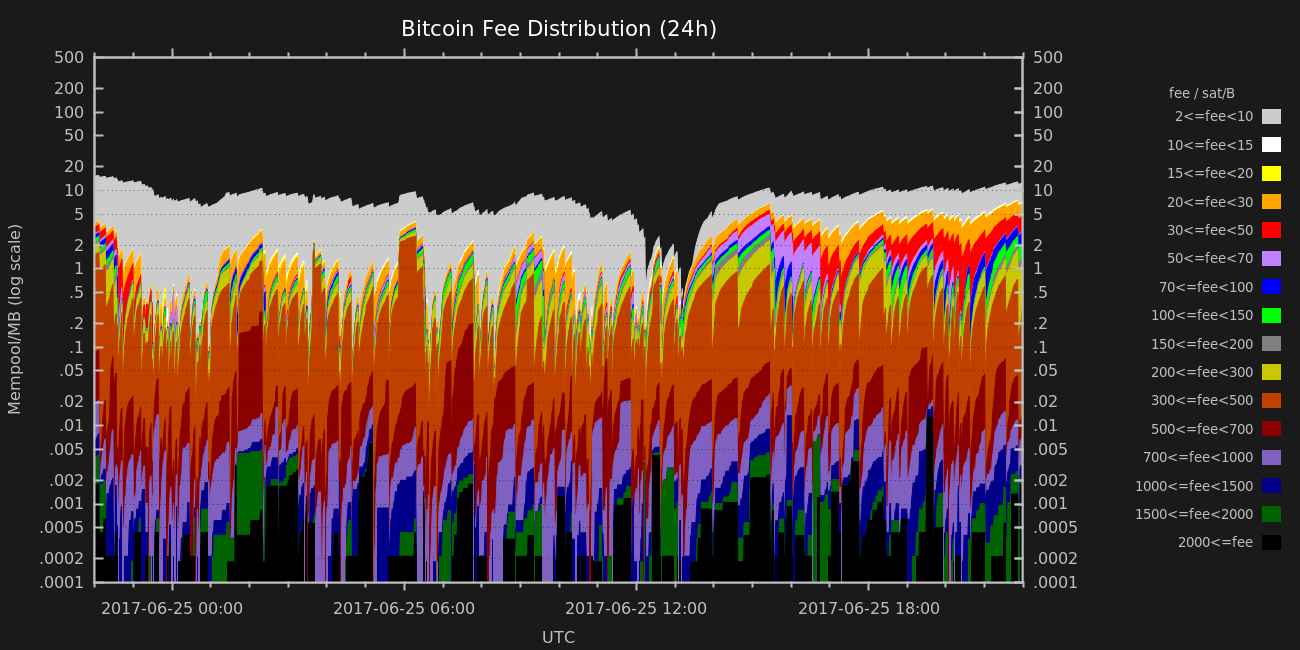 Bitcoin Fee Distribution (24h)
Mempool/MB (log scale)
500
200
100
50
20
10
5
2
1
.5
.2
.1
.05
.02
.01
.005
.002
.001
.0005
.0002
.0001
500
200
100
50
20
10
5
2
1
.5
.2
.1
.05
.02
.01
.005
.002
.001
.0005
.0002
.0001
2017-06-25 00:00
2017-06-25 06:00
2017-06-25 12:00
2017-06-25 18:00
UTC
fee / sat/B
2<=fee<10
10<=fee<15
15<=fee<20
20<=fee<30
30<=fee<50
50<=fee<70
70<=fee<100
100<=fee<150
150<=fee<200
200<=fee<300
300<=fee<500
500<=fee<700
700<=fee<1000
1000<=fee<1500
1500<=fee<2000
2000<=fee